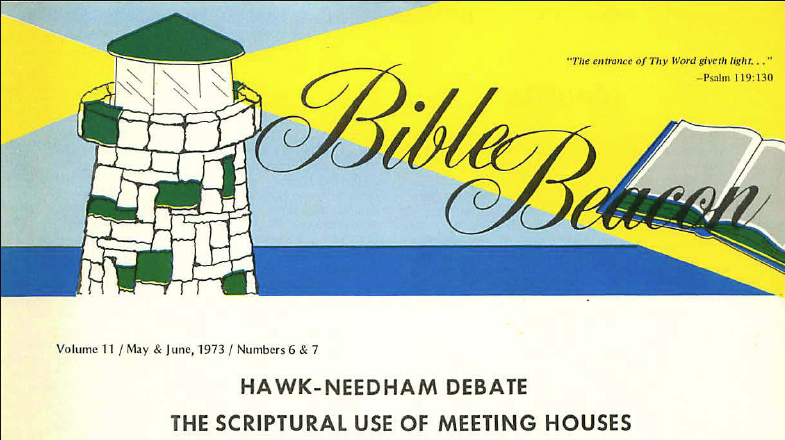 “The entrance of Thy Word giveth light. . .”
—Psalm 119:130
Bible
Beacon
Volume 11 / May & June, 1973 / Numbers 6 & 7
HAWK-NEEDHAM DEBATE
THE SCRIPTURAL USE OF MEETING HOUSES